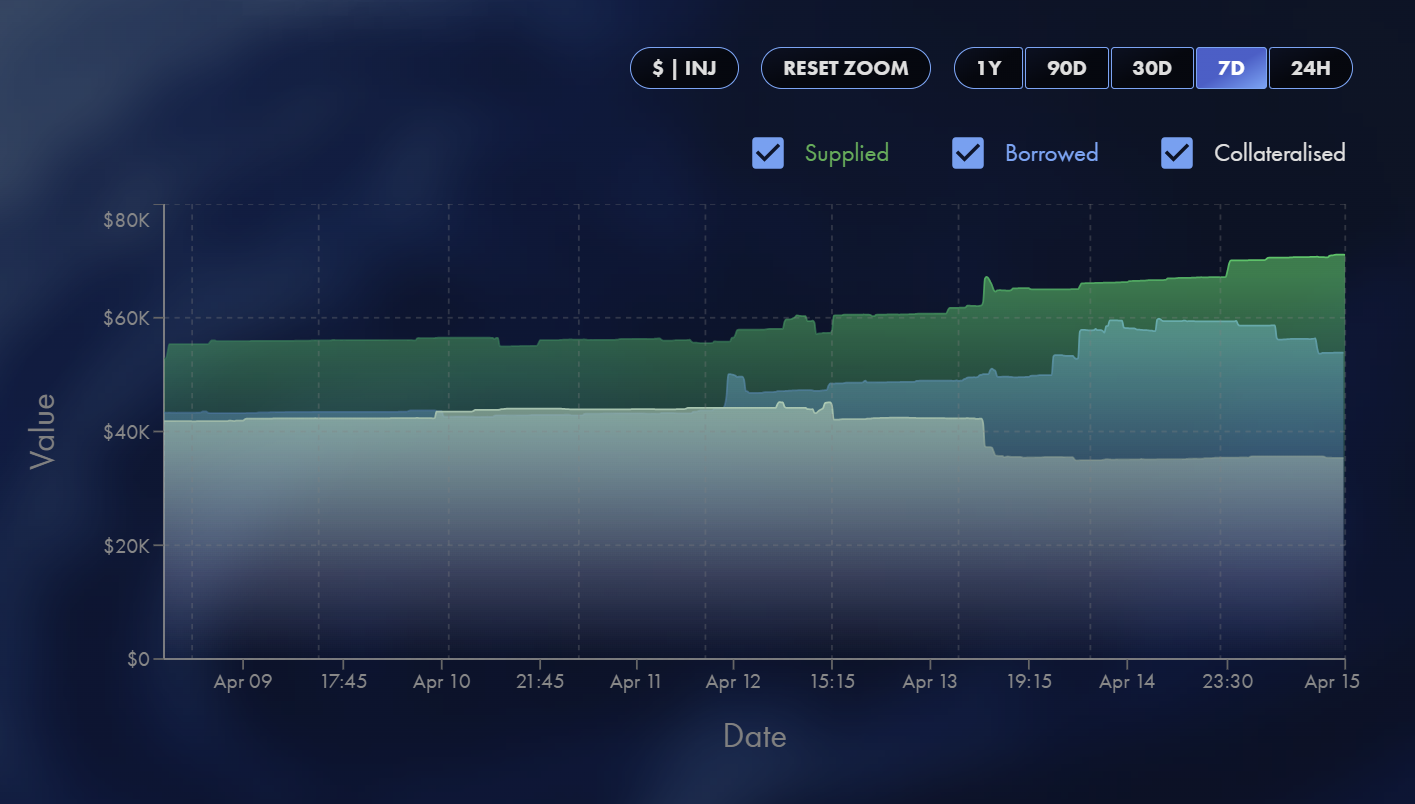 $ | INJ RESET ZOOM 1Y 90D 30D 7D 24H
Supplied Borrowed Collateralised
$80K
$60K
$40K
$20K
$0
Value
Apr 09 17:45 Apr 10 21:45 Apr 11 Apr 12 15:15 Apr 13 19:15 Apr 14 23:30 Apr 15
Date